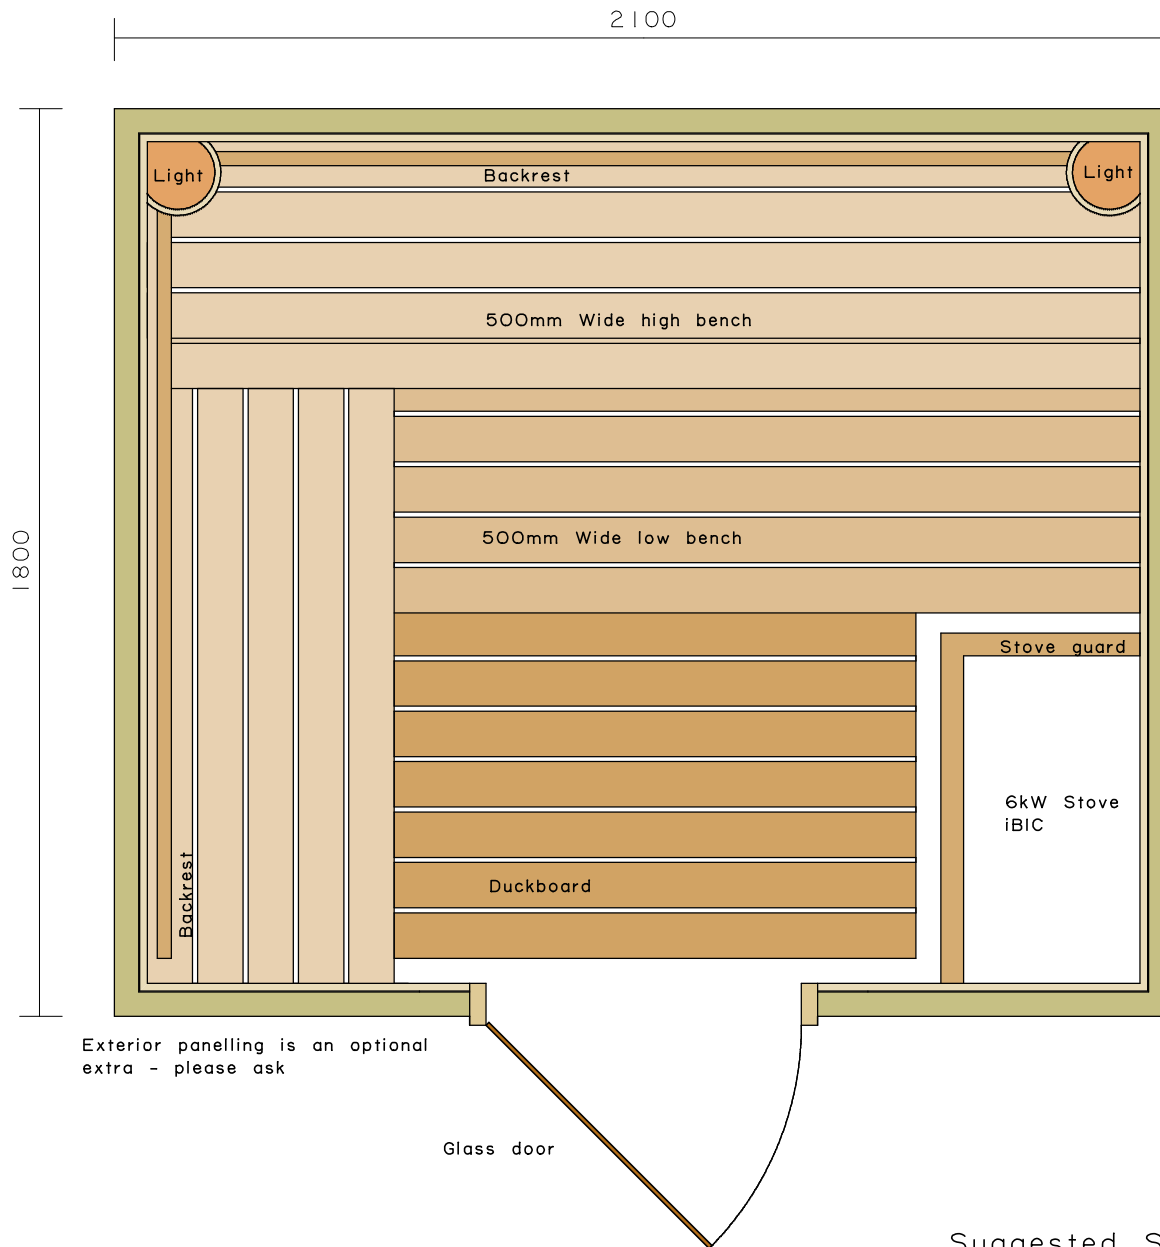 2100
Light
Backrest
Light
500mm Wide high bench
1800
500mm Wide low bench
Stove guard
6kW Stove
iBIC
Backrest
Duckboard
Exterior panelling is an optional
extra - please ask
Glass door
Suggested